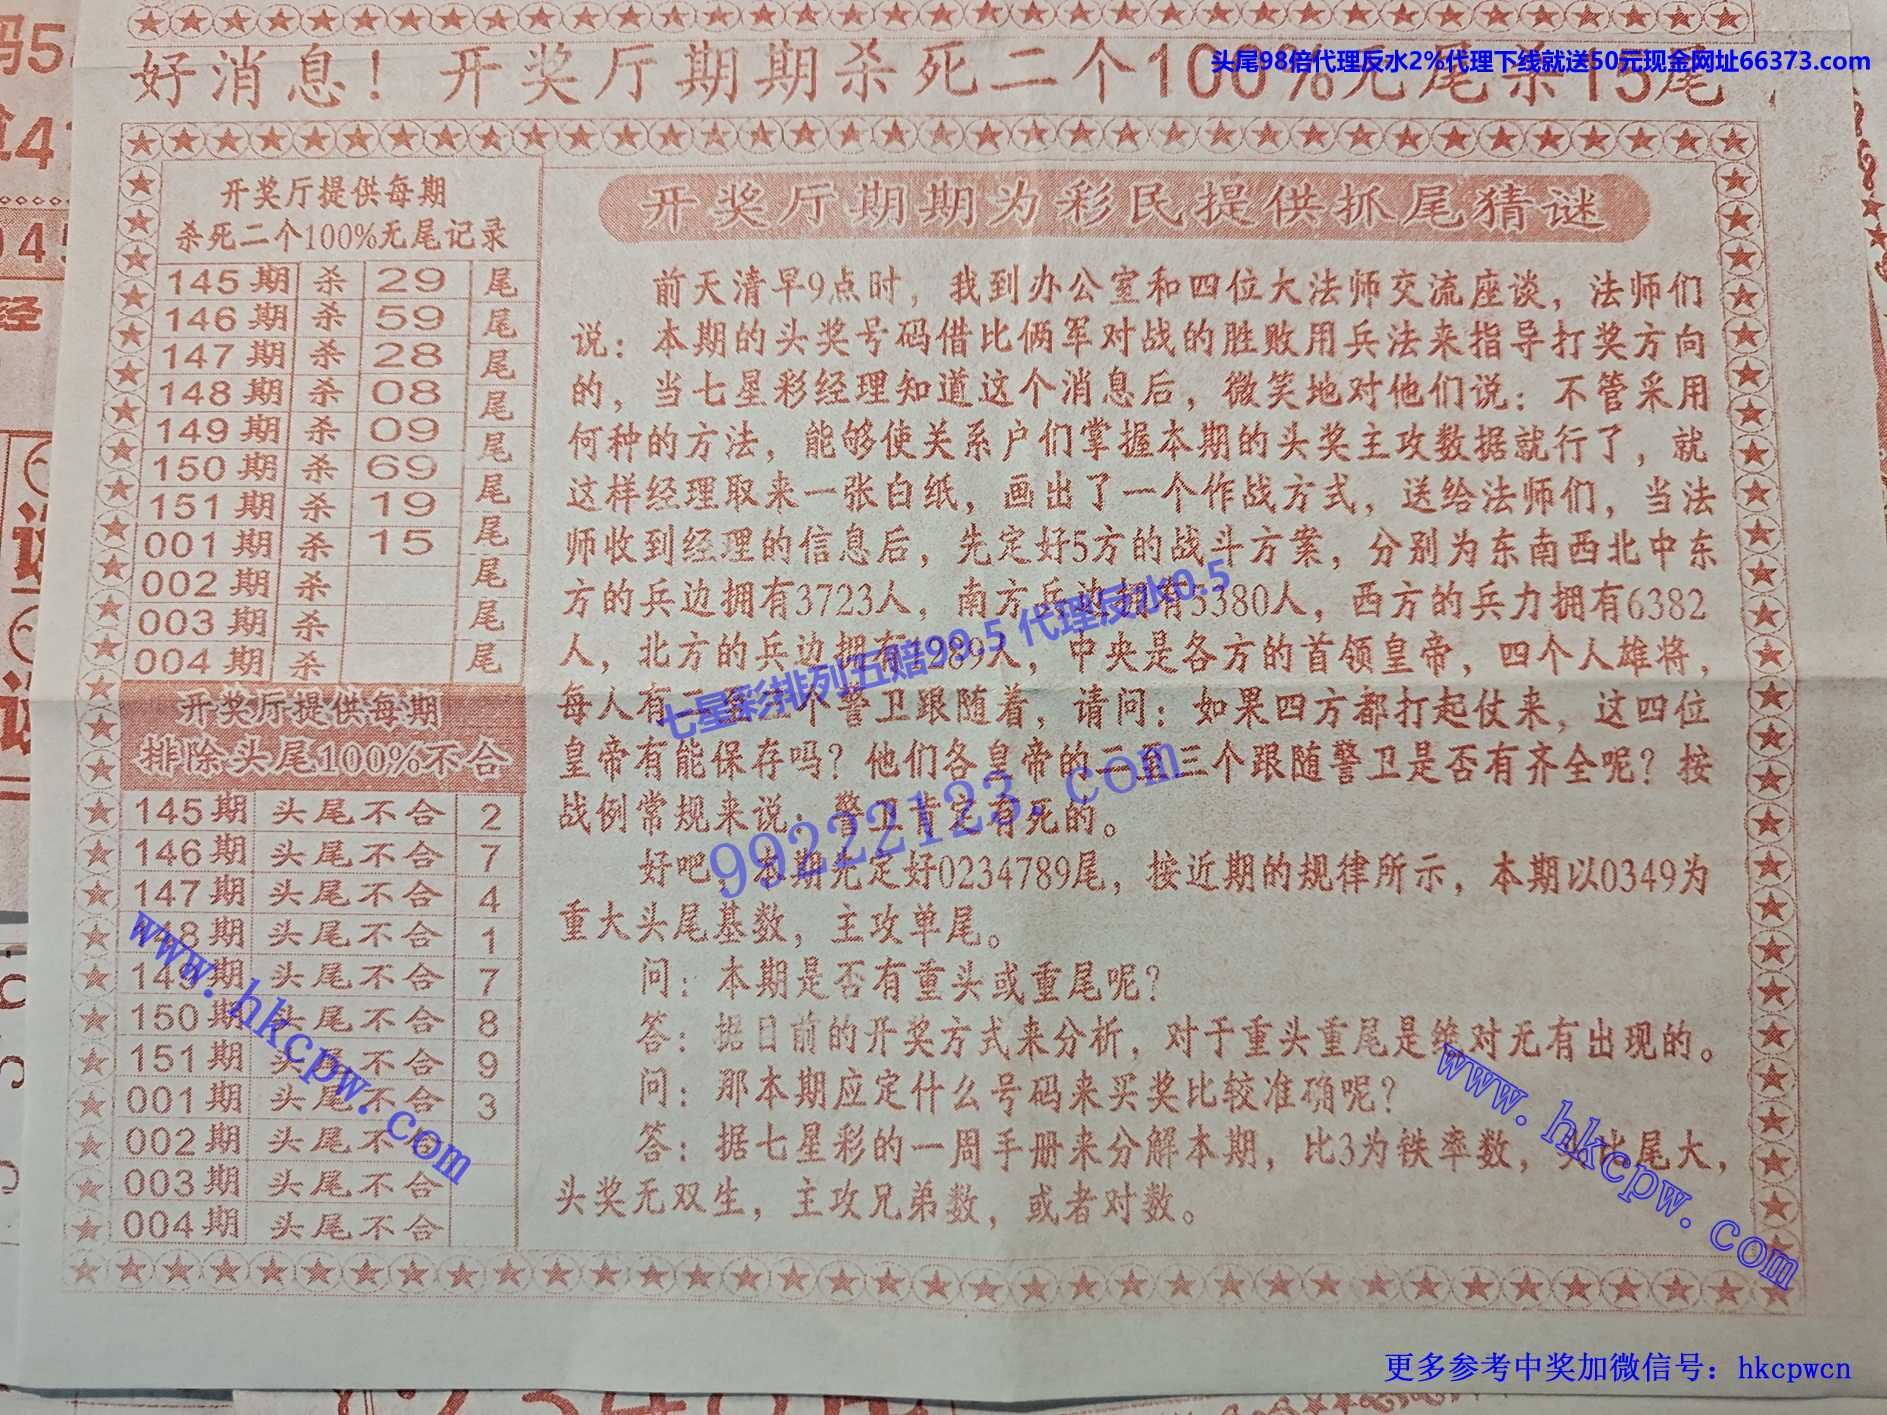 头尾98倍代理反水2%代理下线就送50元现金网址66373.com
好消息！开奖厅期期杀死二个100%无尾杀15尾
开奖厅提供每期
杀死二个100%无尾记录
145期 杀 29 尾
146期 杀 59 尾
147期 杀 28 尾
148期 杀 08 尾
149期 杀 09 尾
150期 杀 69 尾
151期 杀 19 尾
001期 杀 15 尾
002期 杀 尾
003期 杀 尾
004期 杀 尾
开奖厅提供每期
排除头尾100%不合
145期 头尾不合 2
146期 头尾不合 7
147期 头尾不合 4
148期 头尾不合 1
149期 头尾不合 7
150期 头尾不合 8
151期 头尾不合 9
001期 头尾不合 3
002期 头尾不合
003期 头尾不合
004期 头尾不合
开奖厅期期为彩民提供抓尾猜谜
前天清早9点时，我到办公室和四位大法师交流座谈，法师们
说：本期的头奖号码借比俩军对战的胜败用兵法来指导打奖方向
的，当七星彩经理知道这个消息后，微笑地对他们说：不管采用
何种的方法，能够使关系户们掌握本期的头奖主攻数据就行了，就
这样经理取来一张白纸，画出了一个作战方式，送给法师们，当法
师收到经理的信息后，先定好5方的战斗方案，分别为东南西北中东
方的兵边拥有3723人，南方兵边拥有5380人，西方的兵力拥有6382
人，北方的兵边拥有289人，中央是各方的首领皇帝，四个人雄将，
每人有二至三个警卫跟随着，请问：如果四方都打起仗来，这四位
皇帝有能保存吗？他们各皇帝的二至三个跟随警卫是否有齐全呢？按
战例常规来说：警卫肯定有死的。
好吧，本期先定好0234789尾，按近期的规律所示，本期以0349为
重大头尾基数，主攻单尾。
问：本期是否有重头或重尾呢？
答：据日前的开奖方式来分析，对于重头重尾是绝对无有出现的。
问：那本期应定什么号码来买奖比较准确呢？
答：据七星彩的一周手册来分解本期，比3为铁率数，头比尾大，
头奖无双生，主攻兄弟数，或者对数。
七星彩排列五赔99.5 代理反水0.5
99222123.com
www.hkcpw.com
www.hkcpw.com
更多参考中奖加微信号：hkcpwcn